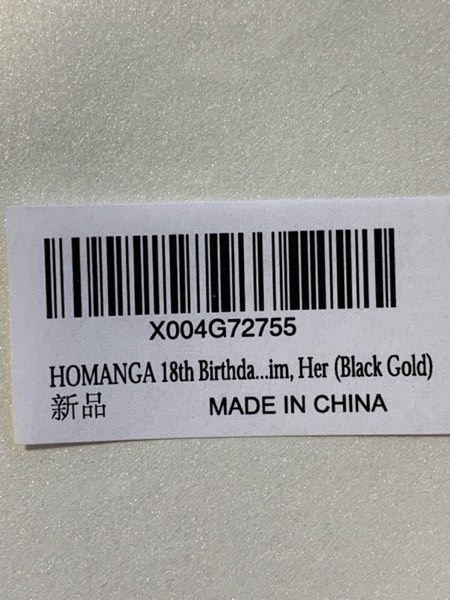 X004G72755
HOMANGA 18th Birthda...im, Her (Black Gold)
新品
MADE IN CHINA